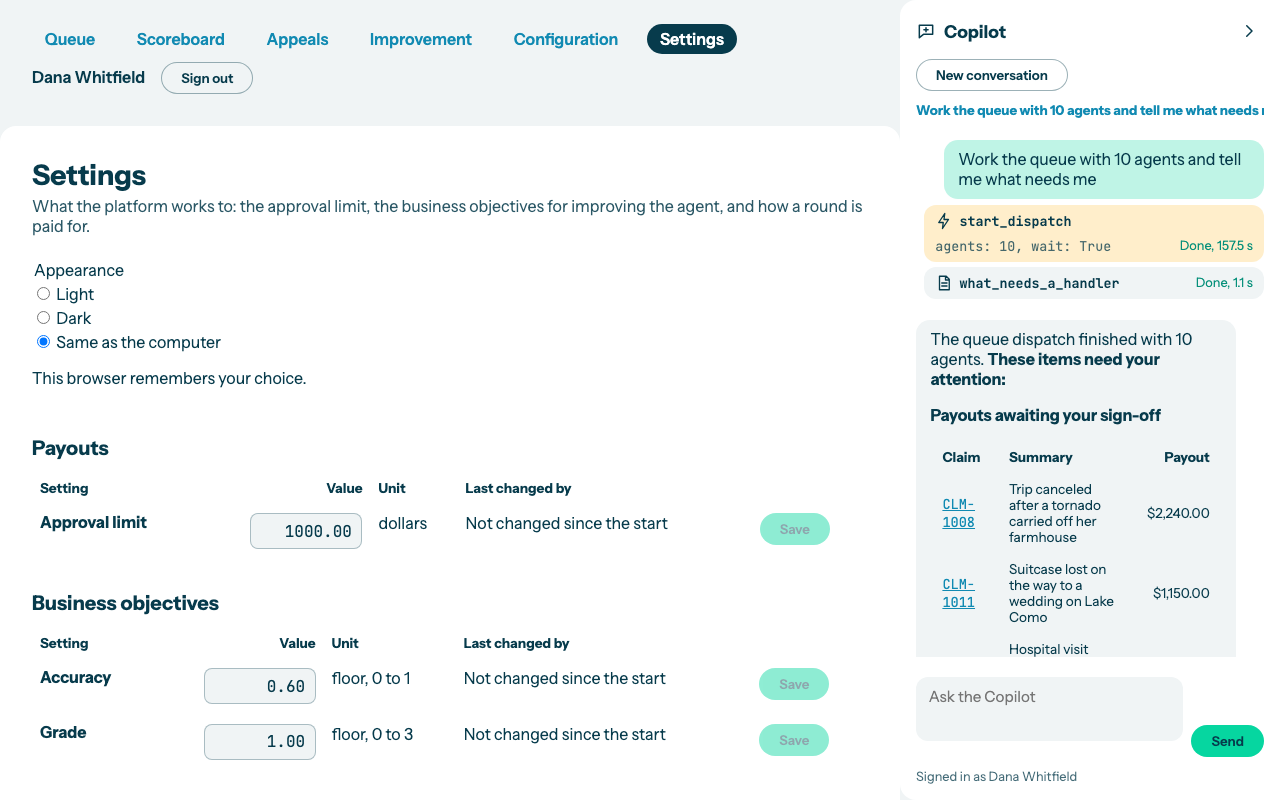 Queue Scoreboard Appeals Improvement Configuration Settings
Dana Whitfield Sign out
Settings
What the platform works to: the approval limit, the business objectives for improving the agent, and how a round is
paid for.
Appearance
Light
Dark
Same as the computer
This browser remembers your choice.
Payouts
Setting Value Unit Last changed by
Approval limit 1000.00 dollars Not changed since the start Save
Business objectives
Setting Value Unit Last changed by
Accuracy 0.60 floor, 0 to 1 Not changed since the start Save
Grade 1.00 floor, 0 to 3 Not changed since the start Save
Copilot
New conversation
Work the queue with 10 agents and tell me what needs
Work the queue with 10 agents and tell
me what needs me
start_dispatch
agents: 10, wait: True Done, 157.5 s
what_needs_a_handler Done, 1.1 s
The queue dispatch finished with 10
agents. These items need your
attention:
Payouts awaiting your sign-off
Claim Summary Payout
CLM-1008 Trip canceled
after a tornado
carried off her
farmhouse $2,240.00
CLM-1011 Suitcase lost on
the way to a
wedding on Lake
Como $1,150.00
Hospital visit
Ask the Copilot
Send
Signed in as Dana Whitfield